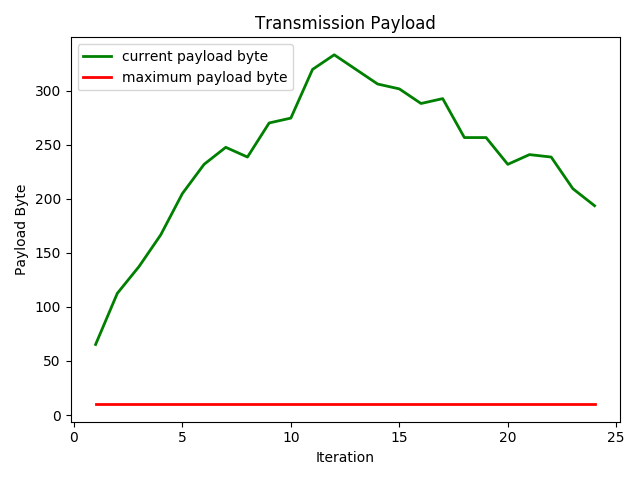 Transmission Payload
current payload byte
maximum payload byte
Payload Byte
300
250
200
150
100
50
0
0 5 10 15 20 25
Iteration